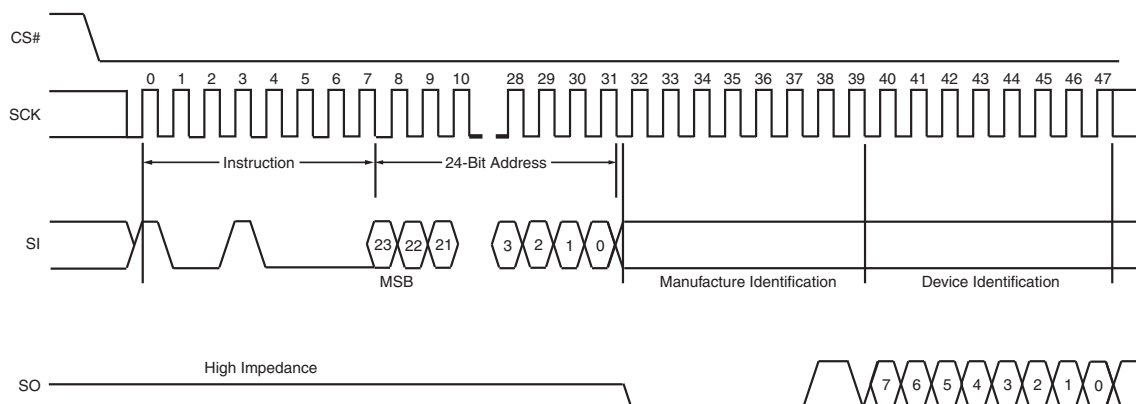 CS#
0 1 2 3 4 5 6 7 8 9 10 28 29 30 31 32 33 34 35 36 37 38 39 40 41 42 43 44 45 46 47
SCK
Instruction 24-Bit Address
SI 23 22 21 3 2 1 0
MSB Manufacture Identification Device Identification
High Impedance
SO 7 6 5 4 3 2 1 0